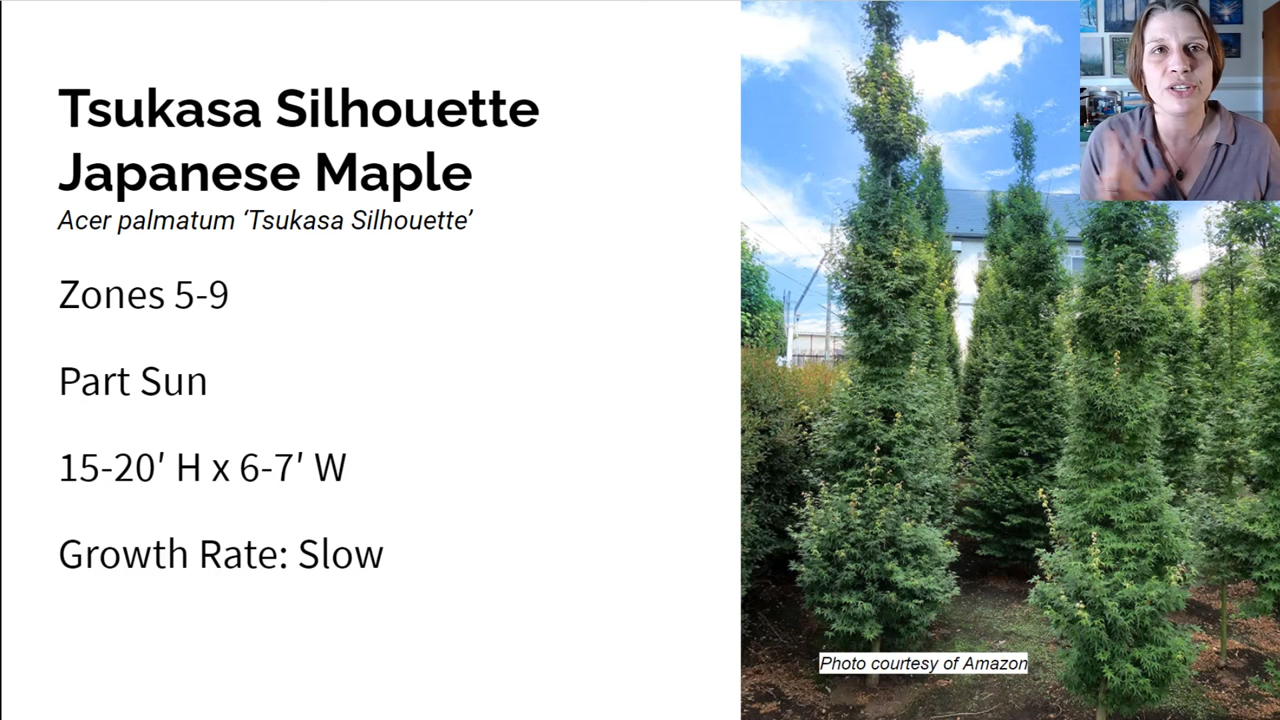 Tsukasa Silhouette
Japanese Maple
Acer palmatum ‘Tsukasa Silhouette’
Zones 5-9
Part Sun
15-20′ H x 6-7′ W
Growth Rate: Slow
Photo courtesy of Amazon